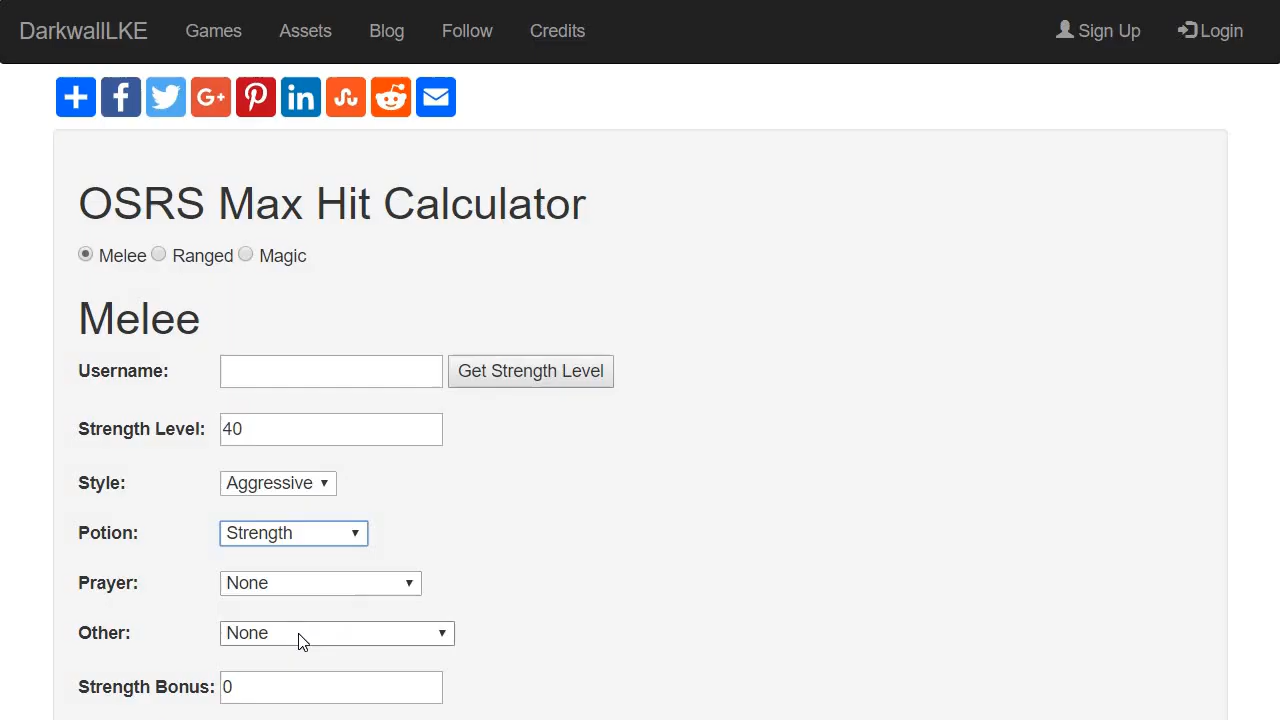 DarkwallLKE Games Assets Blog Follow Credits Sign Up Login
OSRS Max Hit Calculator
Melee Ranged Magic
Melee
Username: Get Strength Level
Strength Level: 40
Style: Aggressive
Potion: Strength
Prayer: None
Other: None
Strength Bonus: 0